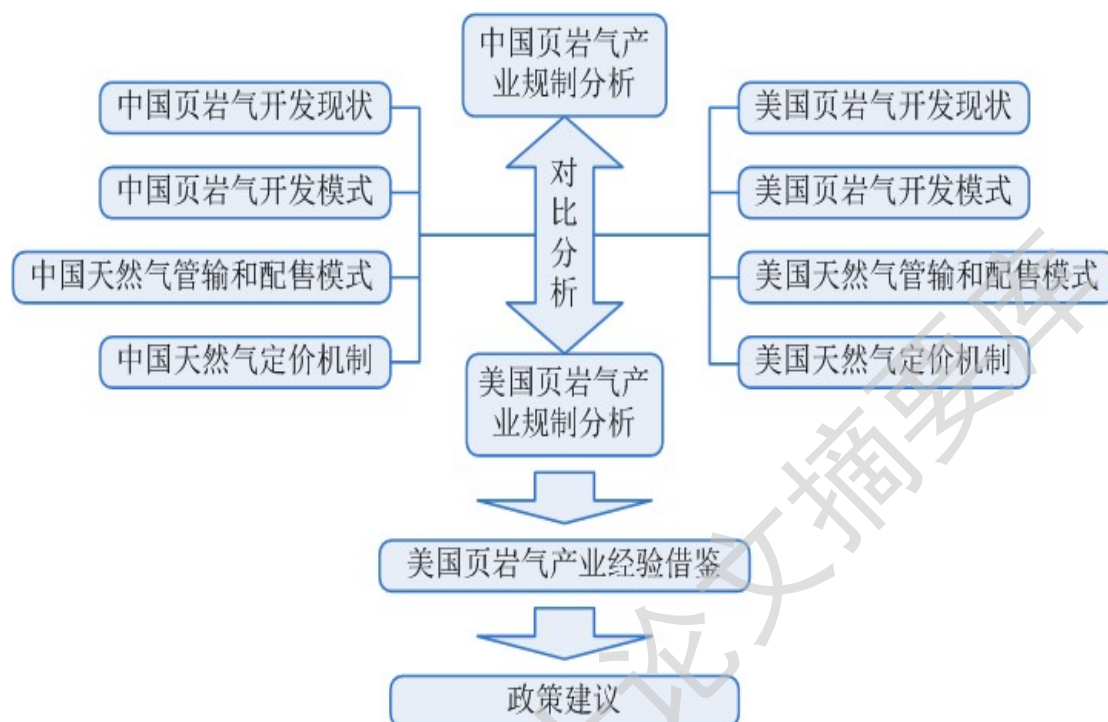 中国页岩气产
业规制分析
中国页岩气开发现状
中国页岩气开发模式
中国天然气管输和配售模式
中国天然气定价机制
对
比
分
析
美国页岩气开发现状
美国页岩气开发模式
美国天然气管输和配售模式
美国天然气定价机制
美国页岩气产
业规制分析
美国页岩气产业经验借鉴
政策建议
论文摘要库